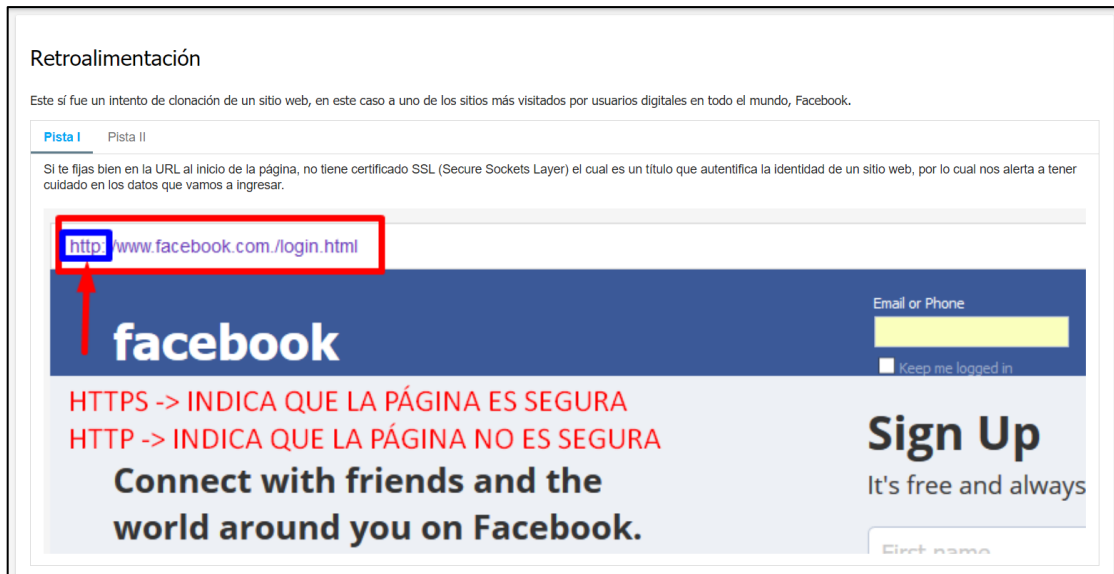 Retroalimentación
Este sí fue un intento de clonación de un sitio web, en este caso a uno de los sitios más visitados por usuarios digitales en todo el mundo, Facebook.
Pista I Pista II
Si te fijas bien en la URL al inicio de la página, no tiene certificado SSL (Secure Sockets Layer) el cual es un título que autentifica la identidad de un sitio web, por lo cual nos alerta a tener
cuidado en los datos que vamos a ingresar.
http:/www.facebook.com./login.html
Email or Phone
facebook
Keep me logged in
HTTPS -> INDICA QUE LA PÁGINA ES SEGURA
HTTP -> INDICA QUE LA PÁGINA NO ES SEGURA
Sign Up
Connect with friends and the
It's free and always
world around you on Facebook.
First name